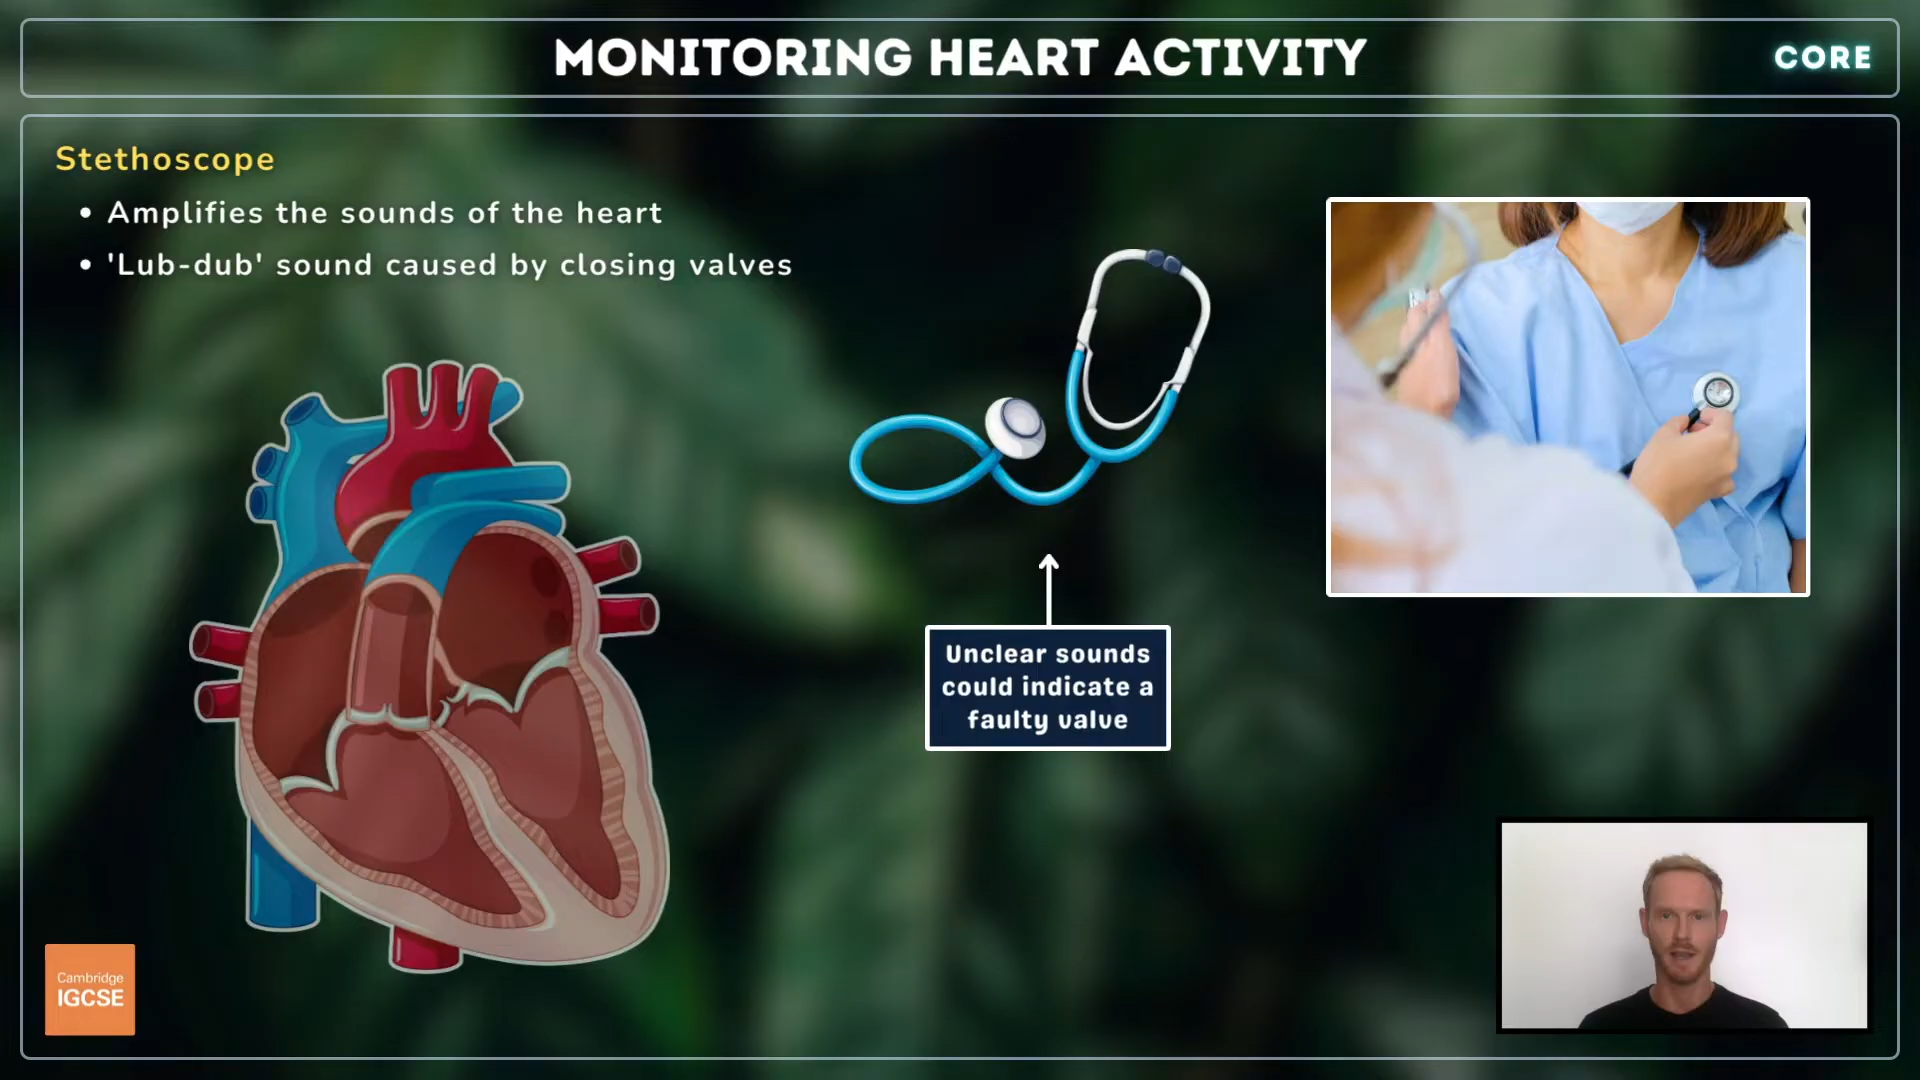 MONITORING HEART ACTIVITY
CORE
Stethoscope
• Amplifies the sounds of the heart
• 'Lub-dub' sound caused by closing valves
Unclear sounds
could indicate a
faulty valve
Cambridge
IGCSE